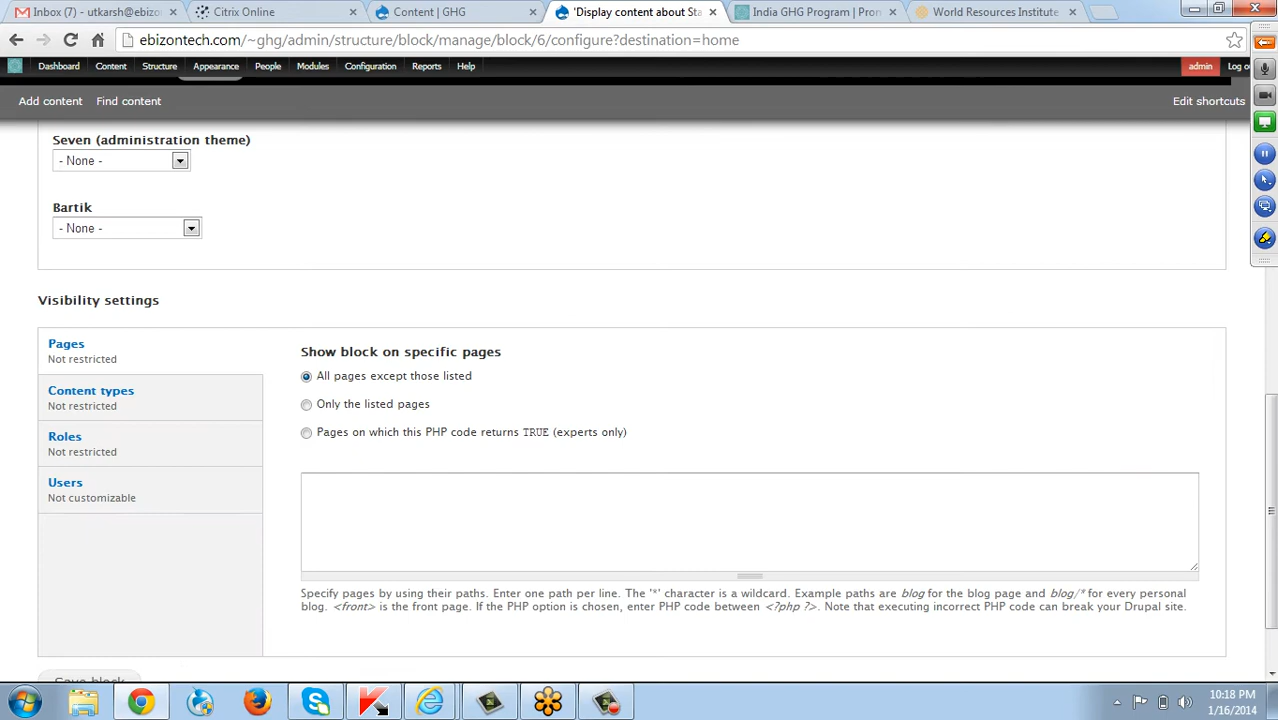 Inbox (7) - utkarsh@ebizo
Citrix Online
Content | GHG
'Display content about Sta
India GHG Program | Pron
World Resources Institute
ebizontech.com/~ghg/admin/structure/block/manage/block/6/configure?destination=home
Dashboard Content Structure Appearance People Modules Configuration Reports Help admin Log o
Add content Find content Edit shortcuts
Seven (administration theme)
- None -
Bartik
- None -
Visibility settings
Pages
Not restricted
Content types
Not restricted
Roles
Not restricted
Users
Not customizable
Show block on specific pages
All pages except those listed
Only the listed pages
Pages on which this PHP code returns TRUE (experts only)
Specify pages by using their paths. Enter one path per line. The '*' character is a wildcard. Example paths are blog for the blog page and blog/* for every personal
blog. <front> is the front page. If the PHP option is chosen, enter PHP code between <?php ?>. Note that executing incorrect PHP code can break your Drupal site.
Save block
10:18 PM
1/16/2014